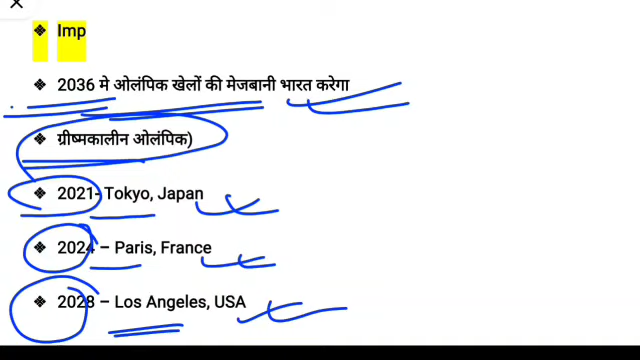 ❖ Imp
❖ 2036 मे ओलंपिक खेलों की मेजबानी भारत करेगा
❖ ग्रीष्मकालीन ओलंपिक)
❖ 2021- Tokyo, Japan
❖ 2024 – Paris, France
❖ 2028 – Los Angeles, USA